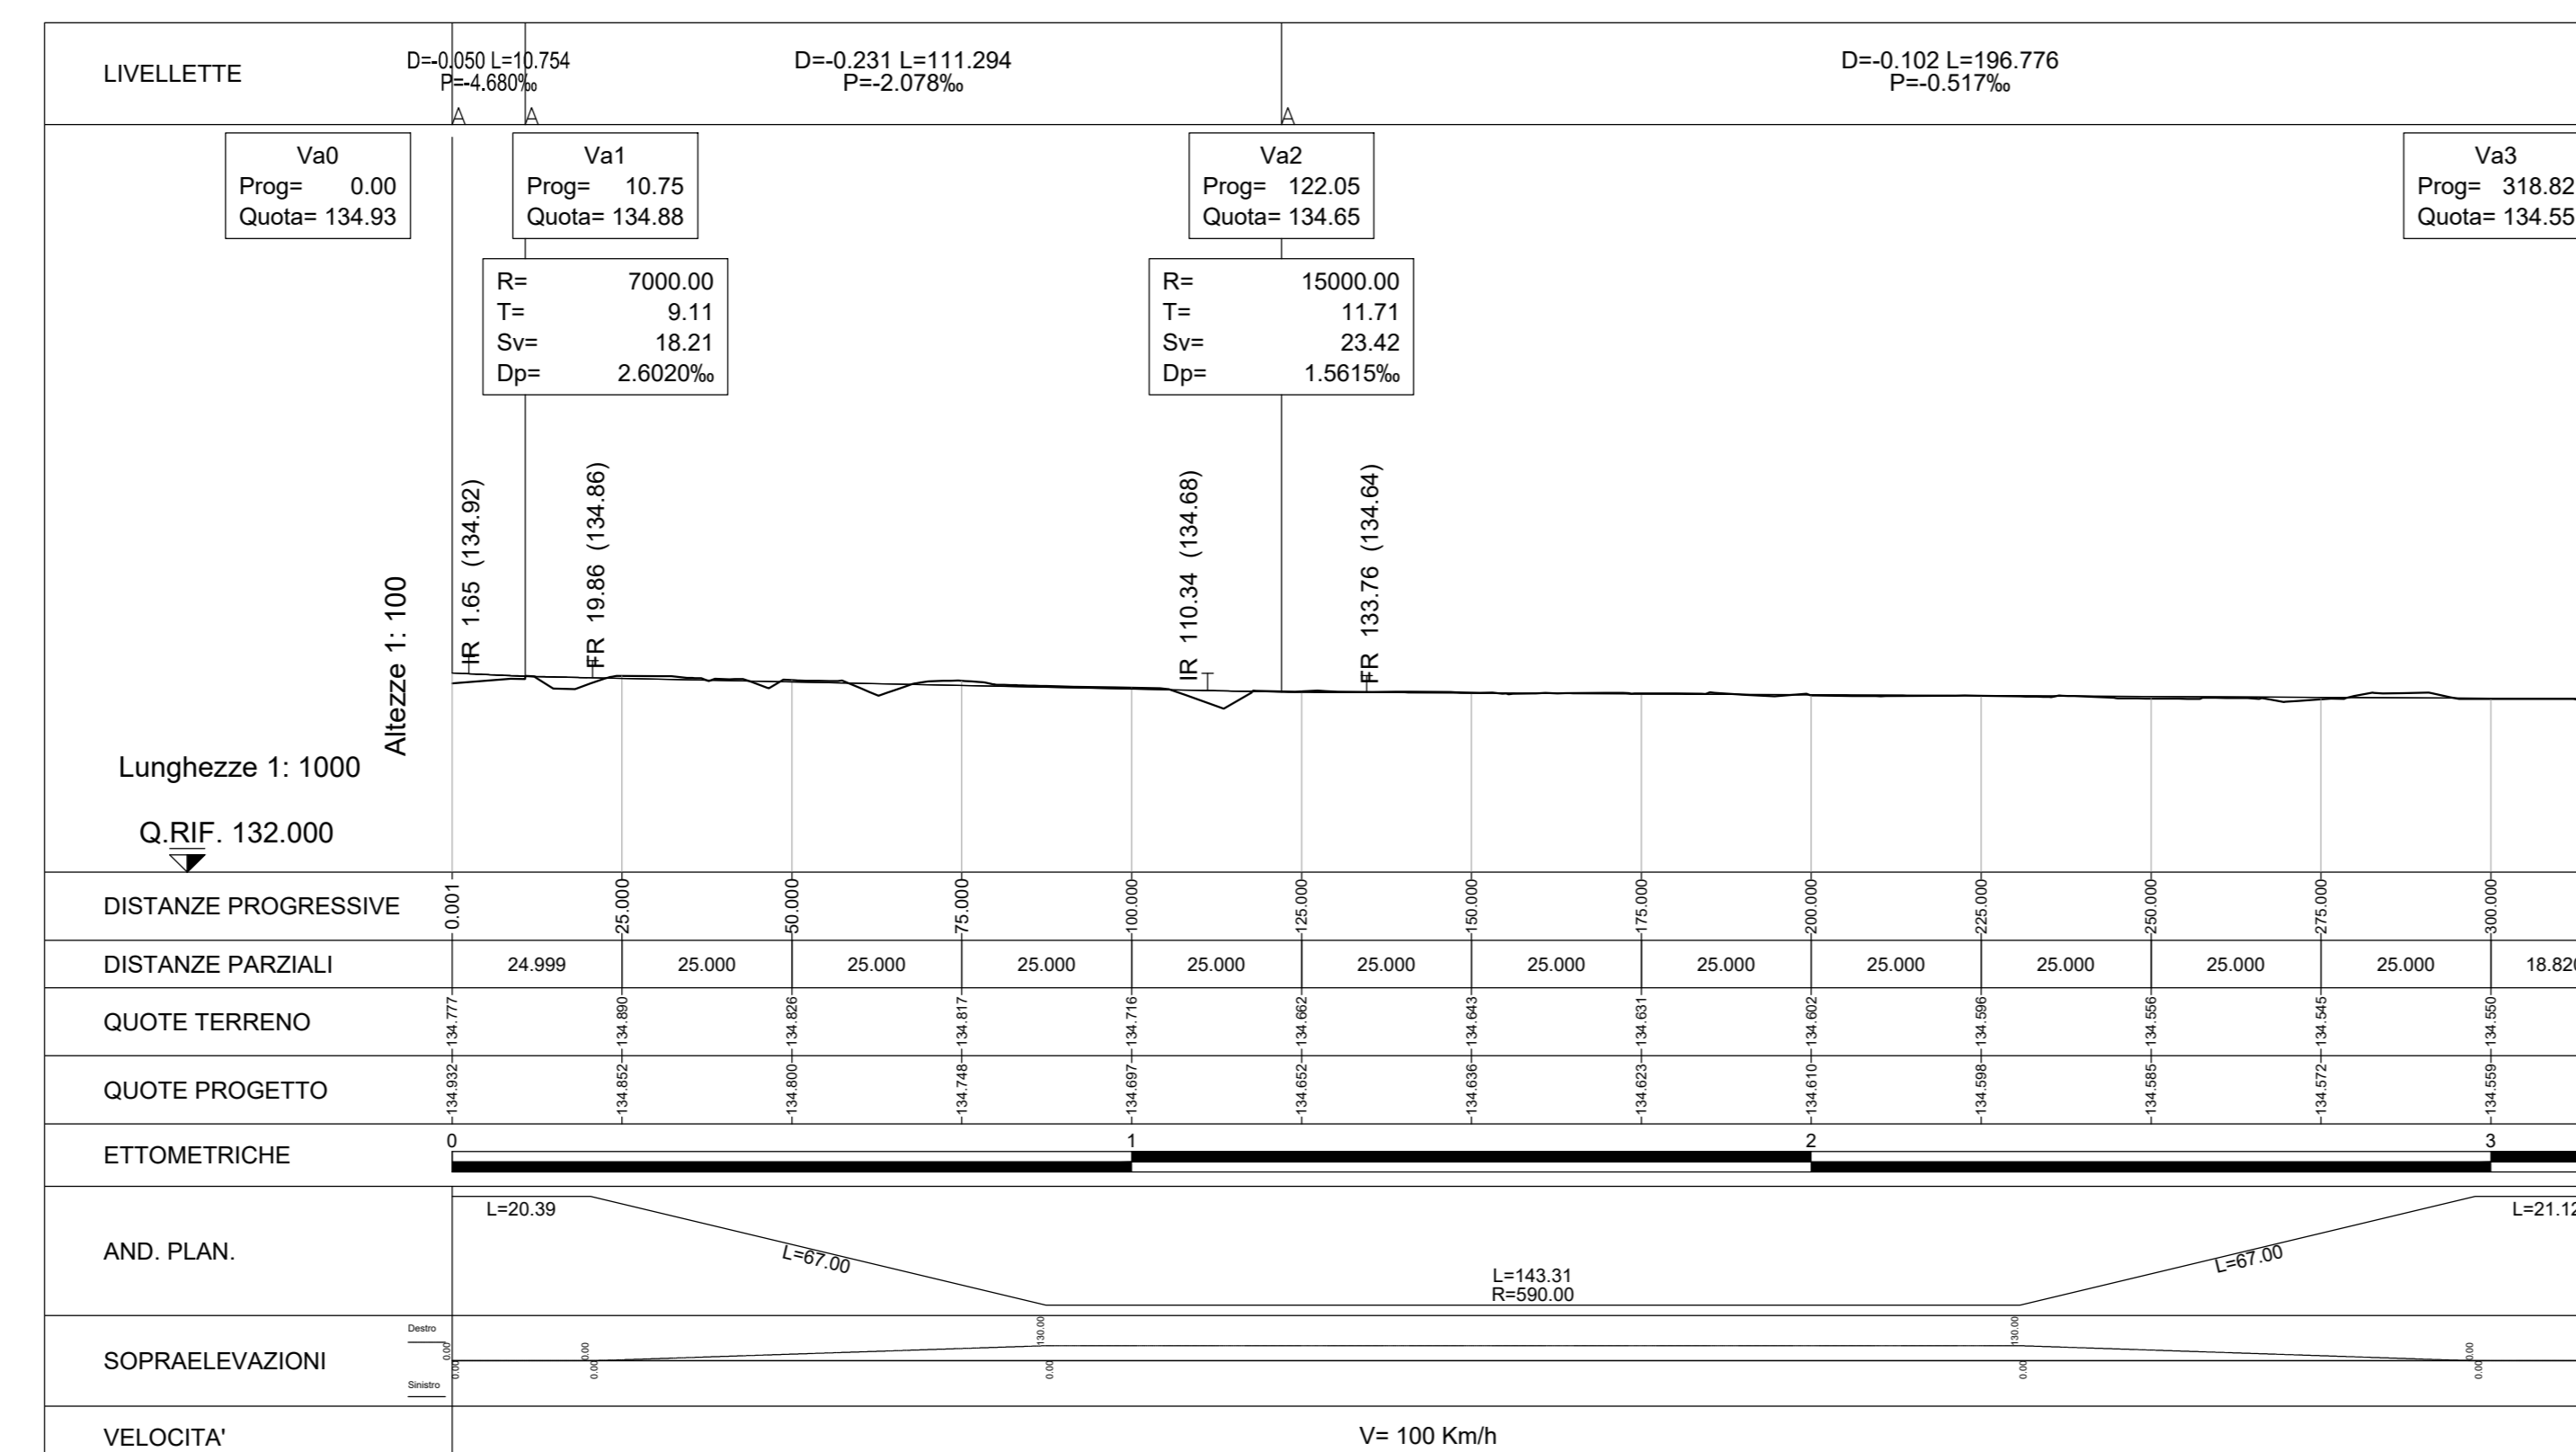 LIVELLETTE
D=-0.050 L=10.754
P=-4.680‰
D=-0.231 L=111.294
P=-2.078‰
D=-0.102 L=196.776
P=-0.517‰
A
A
A
Va0
Prog= 0.00
Quota= 134.93
Va1
Prog= 10.75
Quota= 134.88
Va2
Prog= 122.05
Quota= 134.65
Va3
Prog= 318.82
Quota= 134.55
R= 7000.00
T= 9.11
Sv= 18.21
Dp= 2.6020‰
R= 15000.00
T= 11.71
Sv= 23.42
Dp= 1.5615‰
IR 1.65 (134.92)
FR 19.86 (134.86)
IR 110.34 (134.68)
FR 133.76 (134.64)
Altezze 1: 100
Lunghezze 1: 1000
Q.RIF. 132.000
DISTANZE PROGRESSIVE
0.001 25.000 50.000 75.000 100.000 125.000 150.000 175.000 200.000 225.000 250.000 275.000 300.000
DISTANZE PARZIALI
24.999 25.000 25.000 25.000 25.000 25.000 25.000 25.000 25.000 25.000 25.000 25.000 18.820
QUOTE TERRENO
134.777 134.890 134.826 134.817 134.716 134.662 134.643 134.631 134.602 134.596 134.556 134.545 134.550
QUOTE PROGETTO
134.932 134.852 134.800 134.748 134.697 134.652 134.636 134.623 134.610 134.598 134.585 134.572 134.559
ETTOMETRICHE
0 1 2 3
AND. PLAN.
L=20.39
L=67.00
L=143.31
R=590.00
L=67.00
L=21.12
SOPRAELEVAZIONI
Destro
Sinistro
0.00 0.00 130.00 130.00 0.00
0.00 0.00 0.00 0.00 0.00
VELOCITA'
V= 100 Km/h